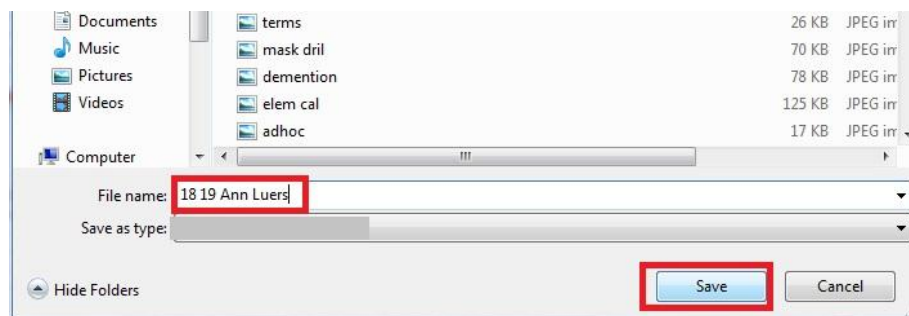 Documents
Music
Pictures
Videos
Computer
terms 26 KB JPEG im
mask dril 70 KB JPEG im
demention 78 KB JPEG im
elem cal 125 KB JPEG im
adhoc 17 KB JPEG im
File name: 18 19 Ann Luers
Save as type:
Hide Folders
Save
Cancel